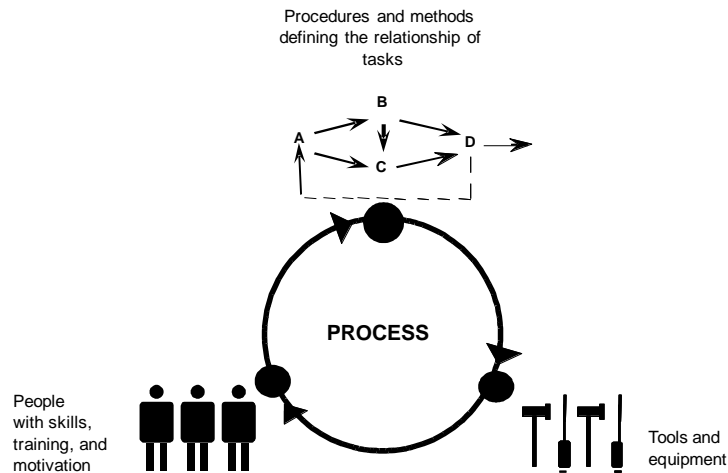 Procedures and methods
defining the relationship of
tasks
B
A
D
C
PROCESS
People
with skills,
training, and
motivation
Tools and
equipment